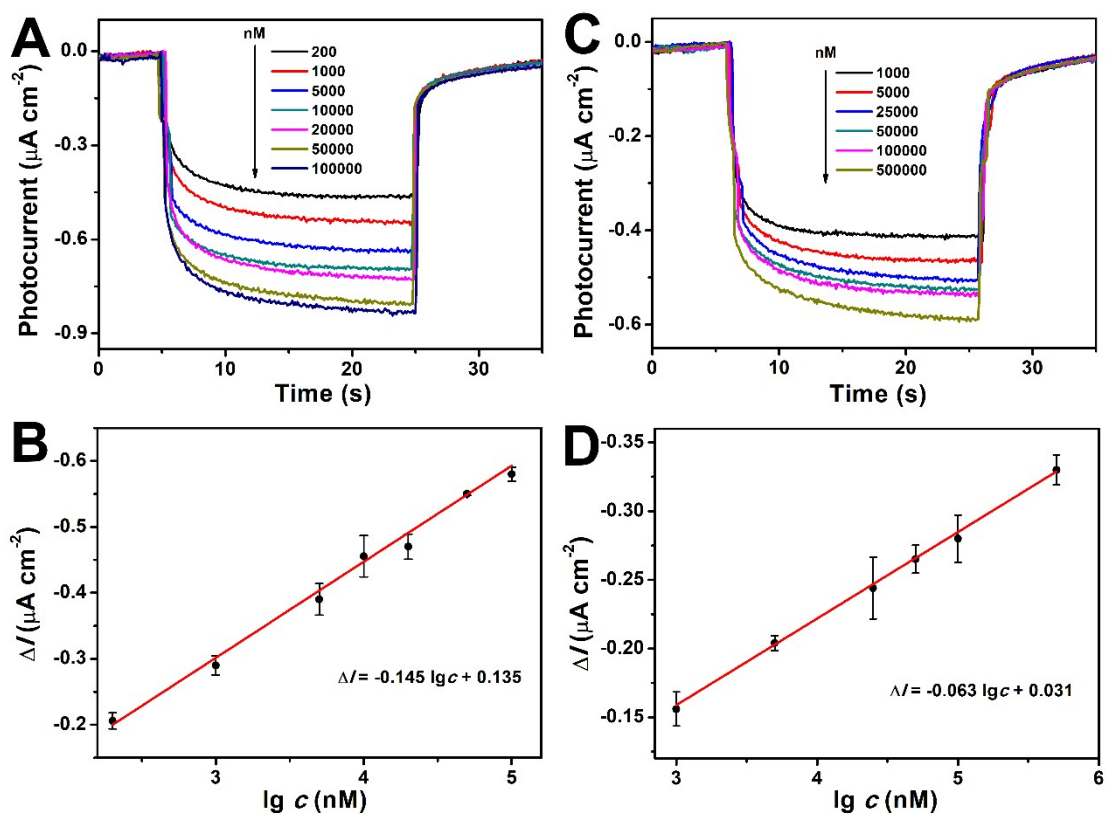 A
nM
200
1000
5000
10000
20000
50000
100000
0.0
-0.3
-0.6
-0.9
Photocurrent (μA cm-2)
0
10
20
30
Time (s)
C
nM
1000
5000
25000
50000
100000
500000
0.0
-0.2
-0.4
-0.6
Photocurrent (μA cm-2)
0
10
20
30
Time (s)
B
-0.6
-0.5
-0.4
-0.3
-0.2
ΔI (μA cm-2)
ΔI = -0.145 lgc + 0.135
3
4
5
lg c (nM)
D
-0.35
-0.30
-0.25
-0.20
-0.15
ΔI (μA cm-2)
ΔI = -0.063 lgc + 0.031
3
4
5
6
lg c (nM)